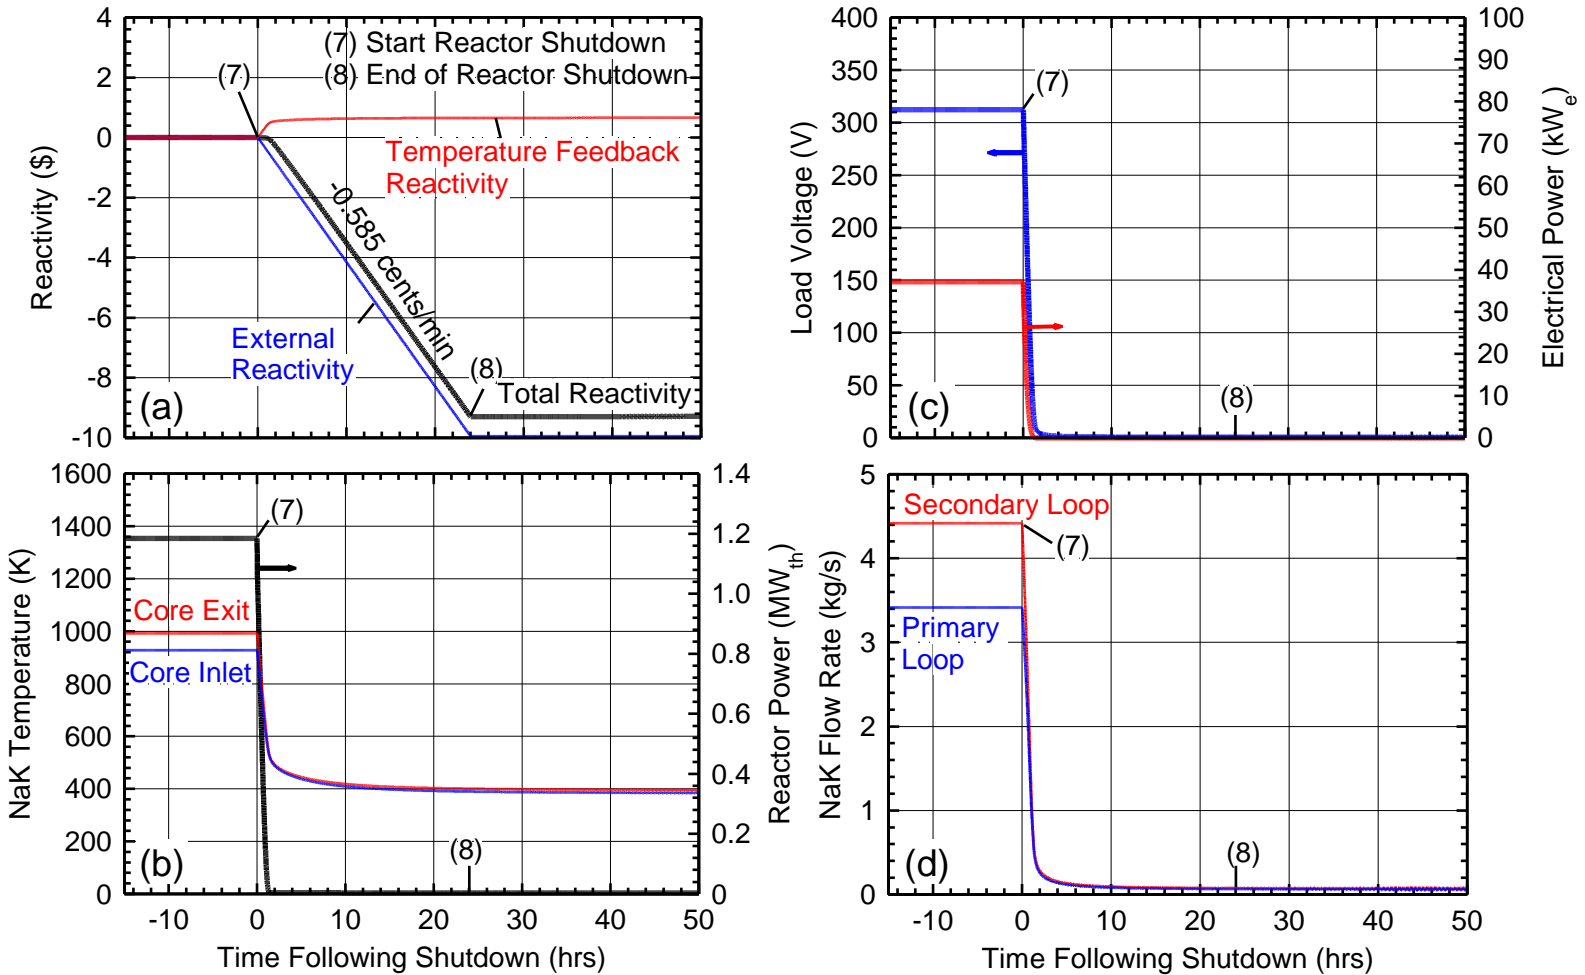 (7) Start Reactor Shutdown
(8) End of Reactor Shutdown
(7)
Temperature Feedback
Reactivity
-0.585 cents/min
External
Reactivity
(8)
Total Reactivity
(a)
Reactivity ($)
4
2
0
-2
-4
-6
-8
-10
400
350
300
250
200
150
100
50
0
Load Voltage (V)
(7)
(8)
(c)
100
90
80
70
60
50
40
30
20
10
0
Electrical Power (kWe)
1600
1400
1200
1000
800
600
400
200
0
NaK Temperature (K)
(7)
Core Exit
Core Inlet
(8)
(b)
1.4
1.2
1.0
0.8
0.6
0.4
0.2
0
Reactor Power (MWth)
-10 0 10 20 30 40 50
Time Following Shutdown (hrs)
5
4
3
2
1
0
NaK Flow Rate (kg/s)
Secondary Loop
(7)
Primary
Loop
(8)
(d)
-10 0 10 20 30 40 50
Time Following Shutdown (hrs)